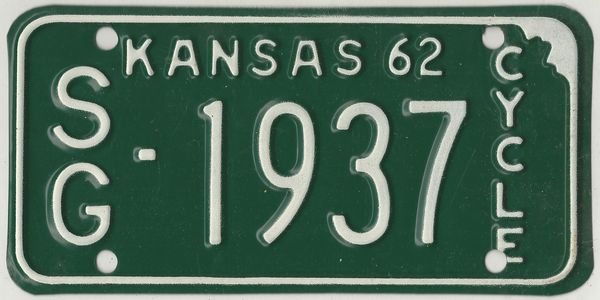 KANSAS 62
SG-1937
CYCLE